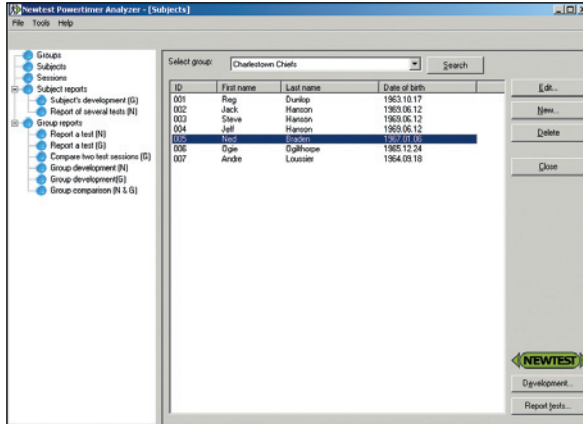 Newtest Powertimer Analyzer - [Subjects]
File Tools Help
Groups
Subjects
Sessions
Subject reports
Subject's development (G)
Report of several tests (N)
Group reports
Report a test (N)
Report a test (G)
Compare two test sessions (G)
Group development (N)
Group development(G)
Group comparison (N & G)
Select group: Charlestown Chiefs Search
ID First name Last name Date of birth
001 Reg Dunlop 1963.10.17
002 Jack Hanson 1969.06.12
003 Steve Hanson 1969.06.12
004 Jeff Hanson 1969.06.12
005 Ned Braden 1967.01.06
006 Ogie Ogilthorpe 1965.12.24
007 Andre Loussier 1964.09.18
Edit...
New...
Delete
Close
NEWTEST
Development...
Report tests...